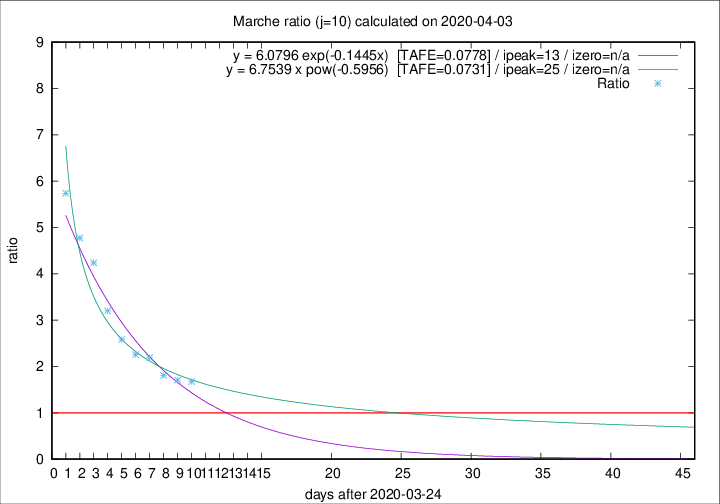 Marche ratio (j=10) calculated on 2020-04-03
y = 6.0796 exp(-0.1445x) [TAFE=0.0778] / ipeak=13 / izero=n/a
y = 6.7539 x pow(-0.5956) [TAFE=0.0731] / ipeak=25 / izero=n/a
Ratio
9
8
7
6
5
4
3
2
1
0
ratio
0 1 2 3 4 5 6 7 8 9 10 11 12 13 14 15 20 25 30 35 40 45
days after 2020-03-24